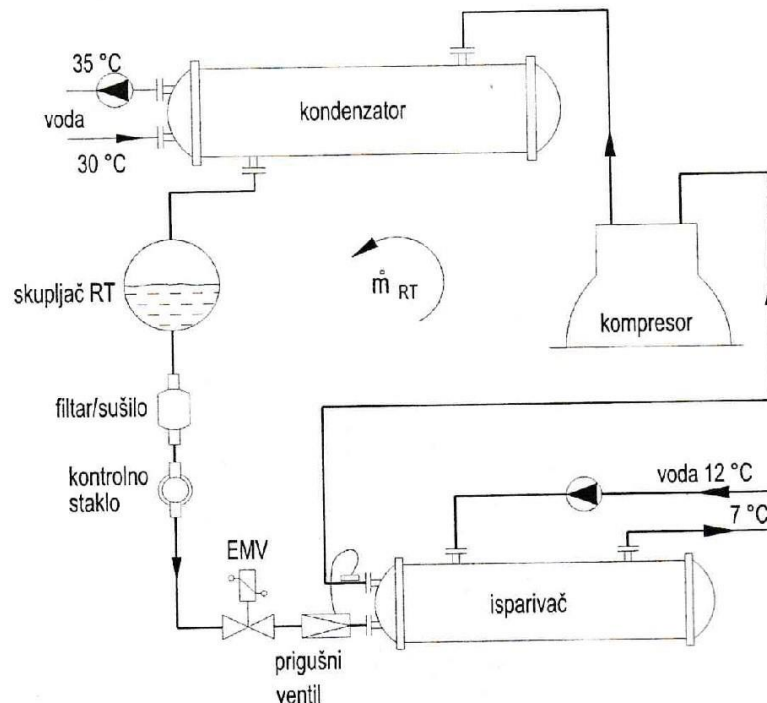 35 °C
voda
30 °C
kondenzator
skupljač RT
ṁ RT
kompresor
filtar/sušilo
kontrolno
staklo
voda 12 °C
7 °C
EMV
isparivač
prigušni
ventil